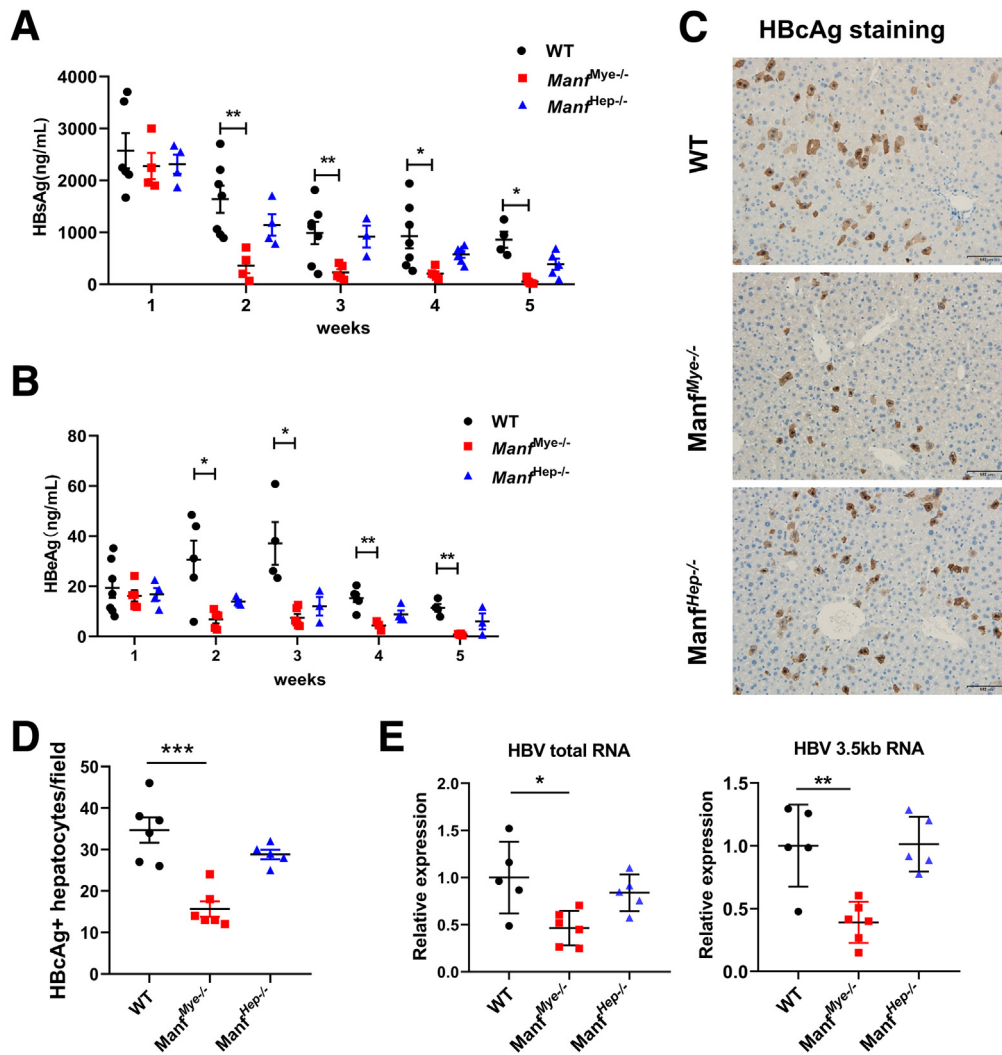 A
WT
Manf^Mye-/-
Manf^Hep-/-
HBsAg(ng/mL)
4000
3000
2000
1000
0
**
**
*
*
1 2 3 4 5
weeks
B
WT
Manf^Mye-/-
Manf^Hep-/-
HBeAg (ng/mL)
80
60
40
20
0
*
*
**
**
1 2 3 4 5
weeks
C
HBcAg staining
WT
Manf^Mye-/-
Manf^Hep-/-
D
HBcAg+ hepatocytes/field
50
40
30
20
10
0
***
WT
Manf^Mye-/-
Manf^Hep-/-
E
HBV total RNA
Relative expression
2.0
1.5
1.0
0.5
0.0
*
WT
Manf^Mye-/-
Manf^Hep-/-
HBV 3.5kb RNA
Relative expression
1.5
1.0
0.5
0.0
**
WT
Manf^Mye-/-
Manf^Hep-/-